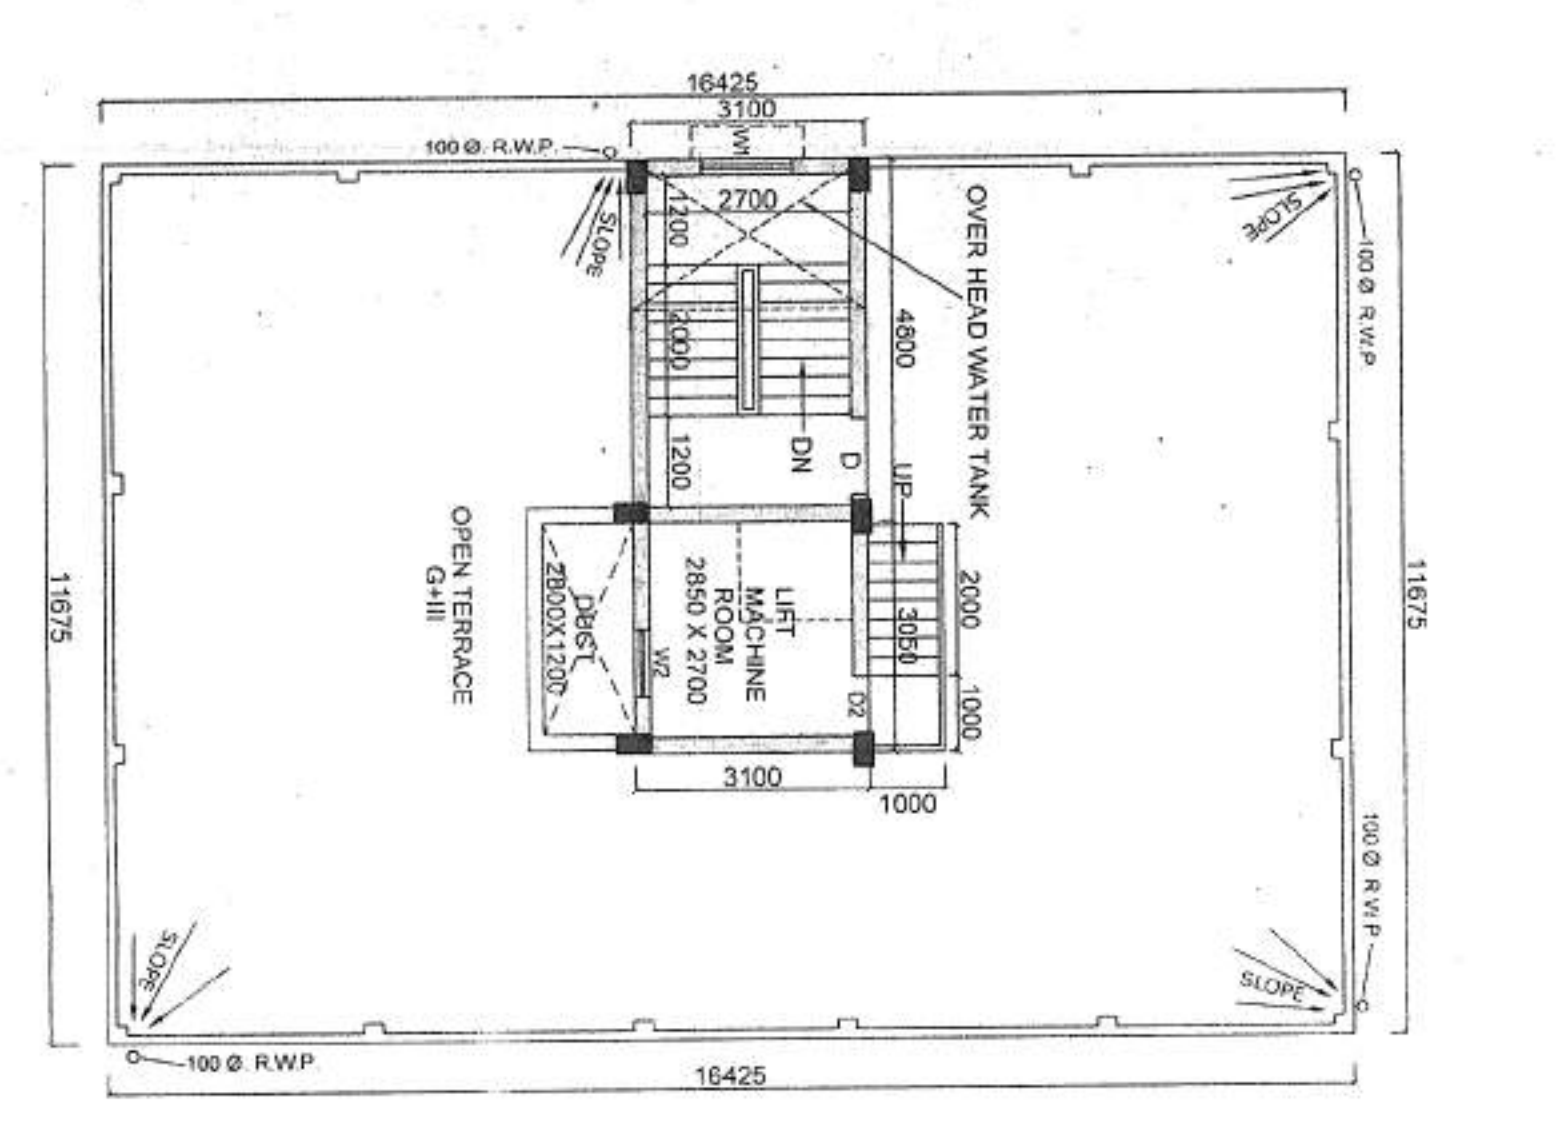 16425
3100
100 Ø. R.W.P.
W1
2700
1200
2000
1200
SLOPE
OVER HEAD WATER TANK
4800
SLOPE
100 Ø R.W.P
DN
D
UP
OPEN TERRACE
G+III
2800X1200
W2
LIFT
MACHINE
ROOM
2850 X 2700
D2
3050
2000
1000
11675
11675
3100
1000
100 Ø R.W.P
SLOPE
SLOPE
100 Ø. R.W.P.
16425